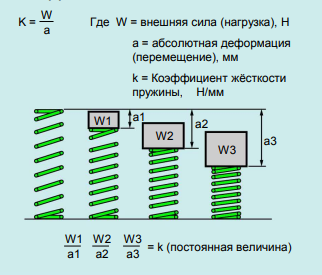 K = W/a Где W = внешняя сила (нагрузка), Н
a = абсолютная деформация
(перемещение), мм
k = Коэффициент жёсткости
пружины, Н/мм
W1 a1 W2 a2 W3 a3
W1/a1 W2/a2 W3/a3 = k (постоянная величина)